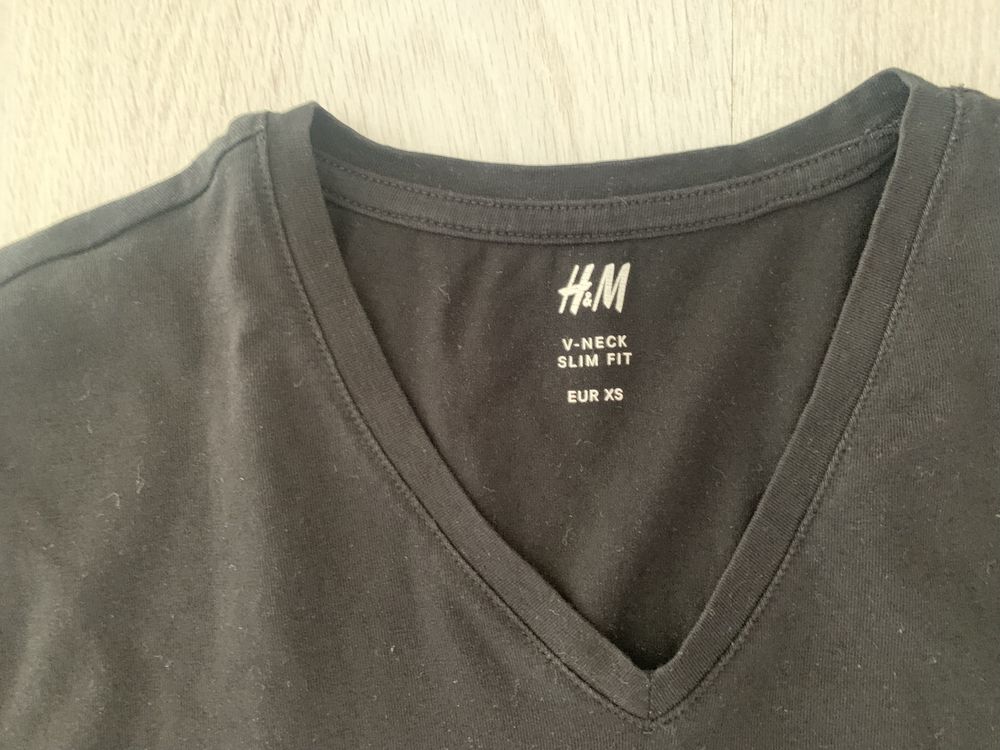 H&M
V-NECK
SLIM FIT
EUR XS